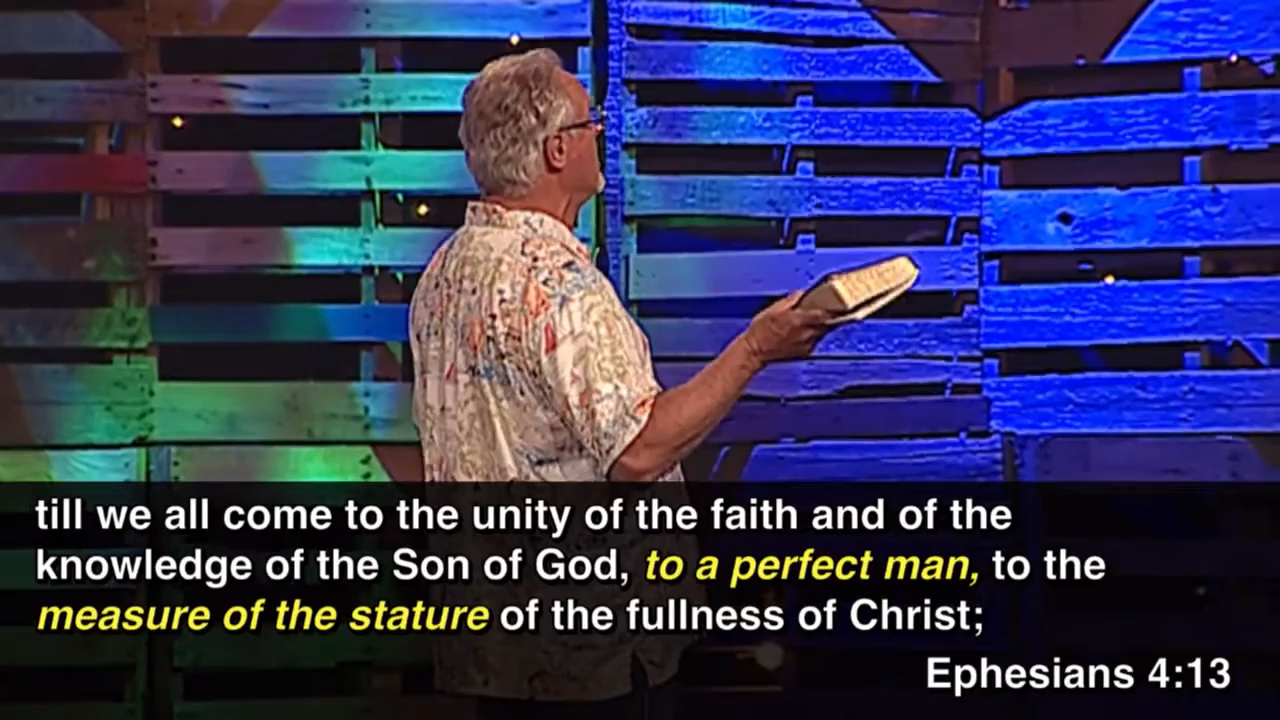 till we all come to the unity of the faith and of the
knowledge of the Son of God, to a perfect man, to the
measure of the stature of the fullness of Christ;
Ephesians 4:13